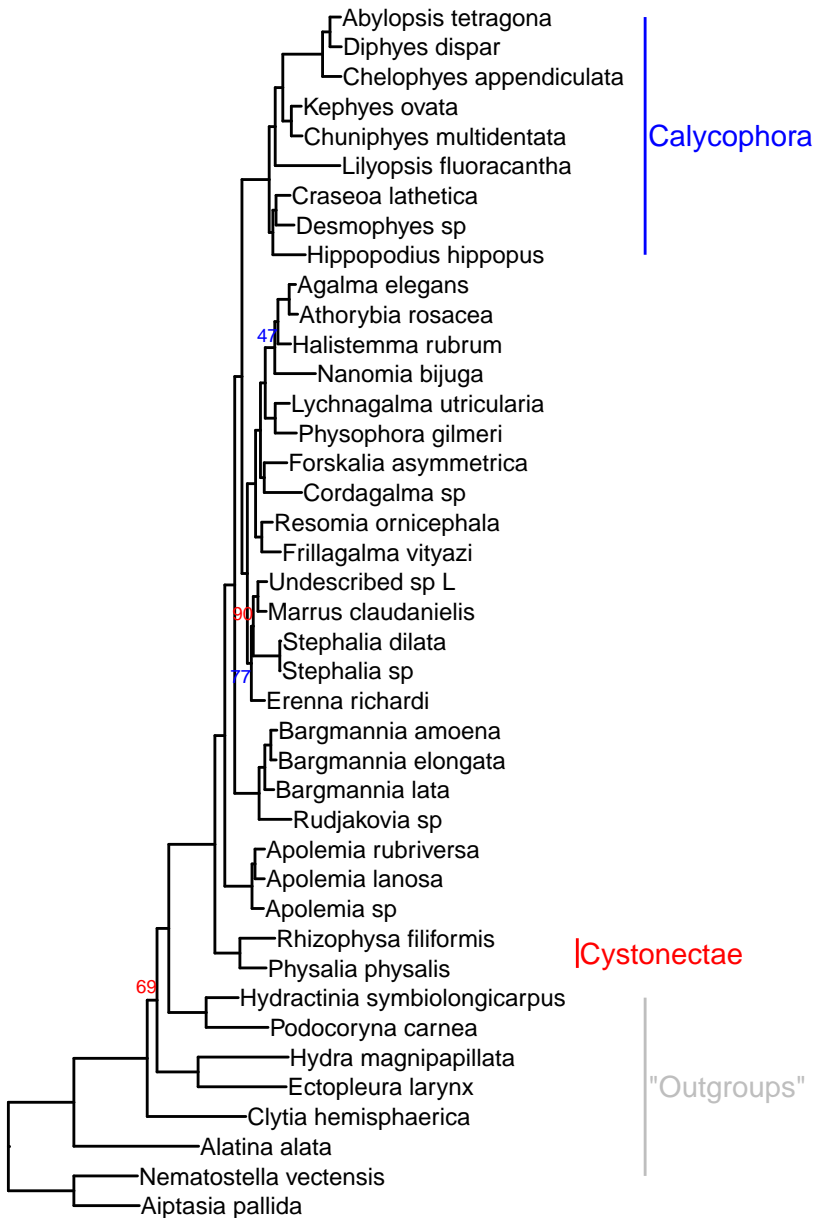 Abylopsis tetragona
Diphyes dispar
Chelophyes appendiculata
Kephyes ovata
Chuniphyes multidentata
Calycophora
Lilyopsis fluoracantha
Craseoa lathetica
Desmophyes sp
Hippopodius hippopus
Agalma elegans
Athorybia rosacea
47
Halistemma rubrum
Nanomia bijuga
Lychnagalma utricularia
Physophora gilmeri
Forskalia asymmetrica
Cordagalma sp
Resomia ornicephala
Frillagalma vityazi
Undescribed sp L
90
Marrus claudanielis
Stephalia dilata
Stephalia sp
77
Erenna richardi
Bargmannia amoena
Bargmannia elongata
Bargmannia lata
Rudjakovia sp
Apolemia rubriversa
Apolemia lanosa
Apolemia sp
Rhizophysa filiformis
Cystonectae
Physalia physalis
69
Hydractinia symbiolongicarpus
Podocoryna carnea
Hydra magnipapillata
Ectopleura larynx
"Outgroups"
Clytia hemisphaerica
Alatina alata
Nematostella vectensis
Aiptasia pallida